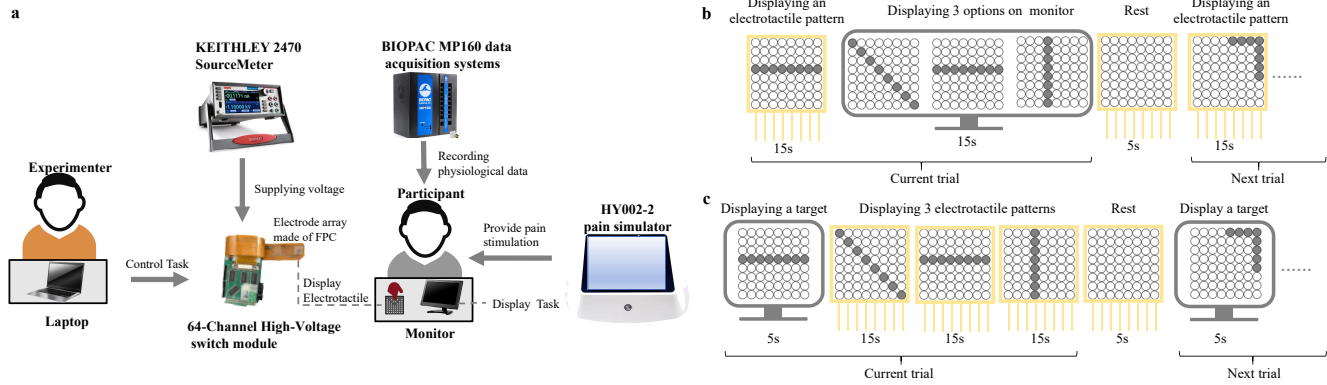 a
KEITHLEY 2470
SourceMeter
BIOPAC MP160 data
acquisition systems
Experimenter
Supplying voltage
Recording
physiological data
Participant
Electrode array
made of FPC
Provide pain
stimulation
HY002-2
pain simulator
Control Task
Display
Electrotactile
Display Task
Laptop
64-Channel High-Voltage
switch module
Monitor
b
Displaying an
electrotactile pattern
Displaying 3 options on monitor
Rest
Displaying an
electrotactile pattern
......
15s
15s
5s
15s
Current trial
Next trial
c
Displaying a target
Displaying 3 electrotactile patterns
Rest
Display a target
......
5s
15s
15s
15s
5s
5s
Current trial
Next trial